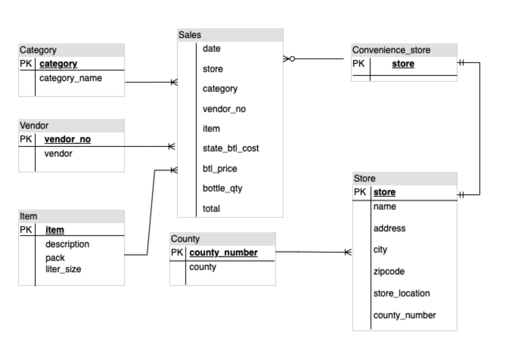 Category
PK category
category_name
Vendor
PK vendor_no
vendor
Item
PK item
description
pack
liter_size
Sales
date
store
category
vendor_no
item
state_btl_cost
btl_price
bottle_qty
total
County
PK county_number
county
Convenience_store
PK store
Store
PK store
name
address
city
zipcode
store_location
county_number